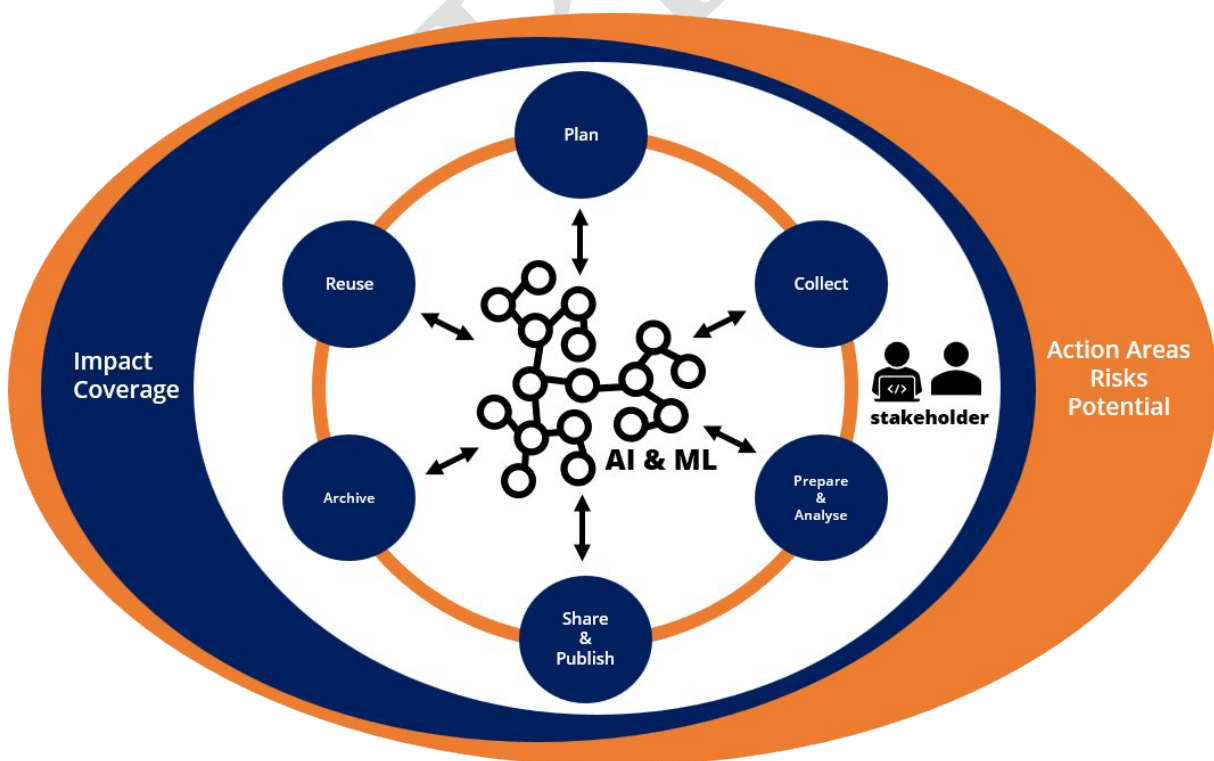 Plan
Reuse
Collect
Impact
Coverage
Action Areas
Risks
Potential
</>
stakeholder
AI & ML
Archive
Prepare
&
Analyse
Share
&
Publish